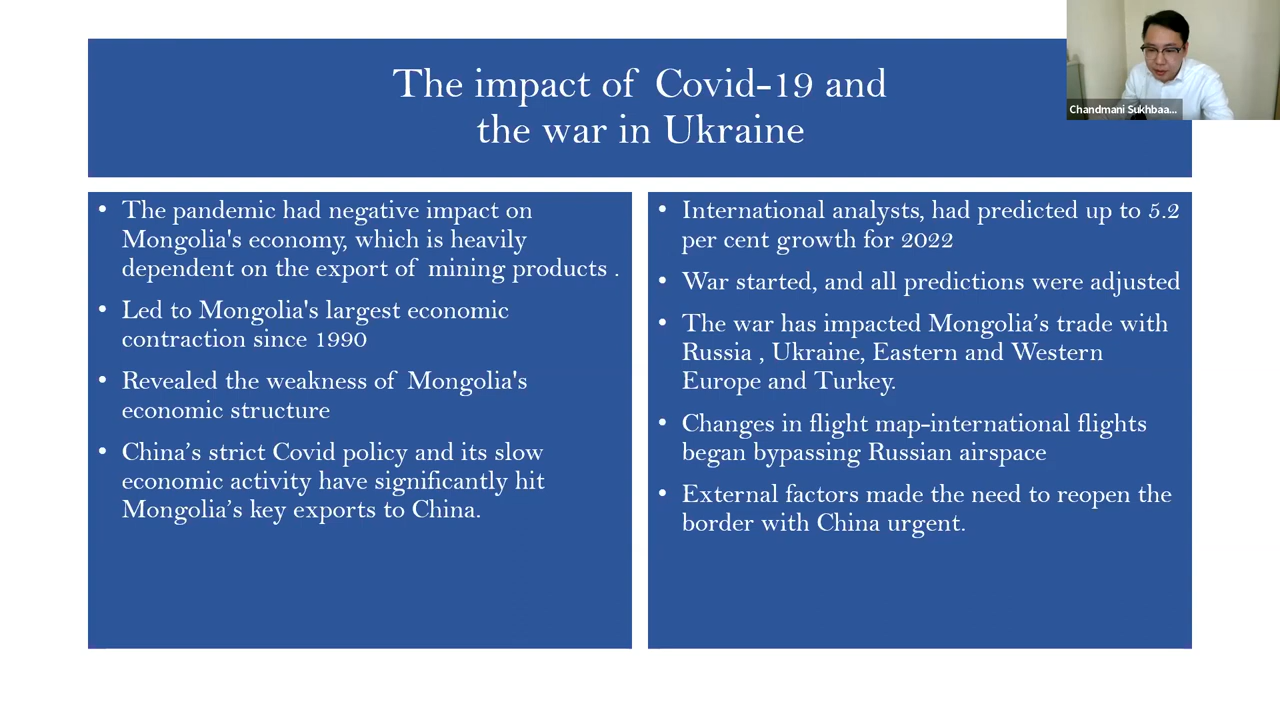 The impact of Covid-19 and
the war in Ukraine
Chandmani Sukhbaa...
• The pandemic had negative impact on
Mongolia's economy, which is heavily
dependent on the export of mining products .
• Led to Mongolia's largest economic
contraction since 1990
• Revealed the weakness of Mongolia's
economic structure
• China’s strict Covid policy and its slow
economic activity have significantly hit
Mongolia’s key exports to China.
• International analysts, had predicted up to 5.2
per cent growth for 2022
• War started, and all predictions were adjusted
• The war has impacted Mongolia’s trade with
Russia , Ukraine, Eastern and Western
Europe and Turkey.
• Changes in flight map-international flights
began bypassing Russian airspace
• External factors made the need to reopen the
border with China urgent.